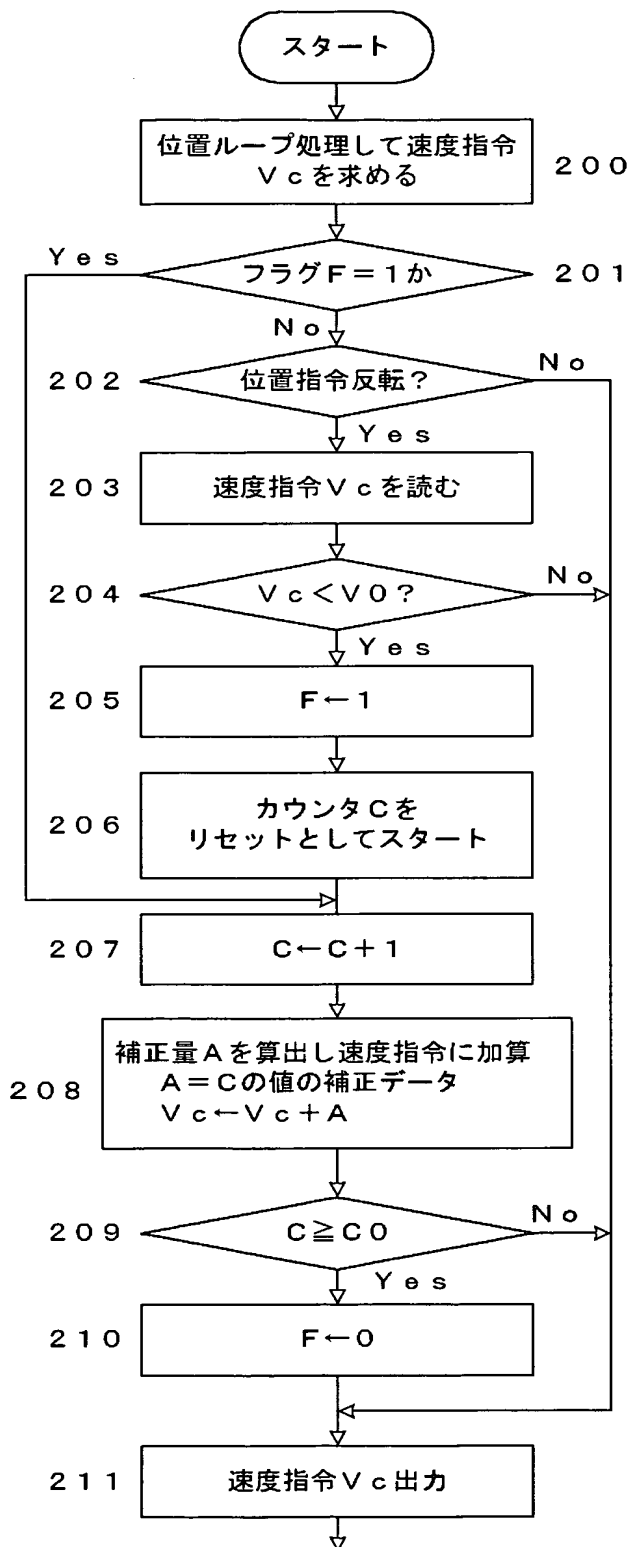 スタート
位置ループ処理して速度指令
Vcを求める
200
Yes
フラグF=1か
201
No
202
位置指令反転?
No
Yes
203
速度指令Vcを読む
204
Vc<V0?
No
Yes
205
F←1
206
カウンタCを
リセットとしてスタート
207
C←C+1
208
補正量Aを算出し速度指令に加算
A=Cの値の補正データ
Vc←Vc+A
209
C≧C0
No
Yes
210
F←0
211
速度指令Vc出力